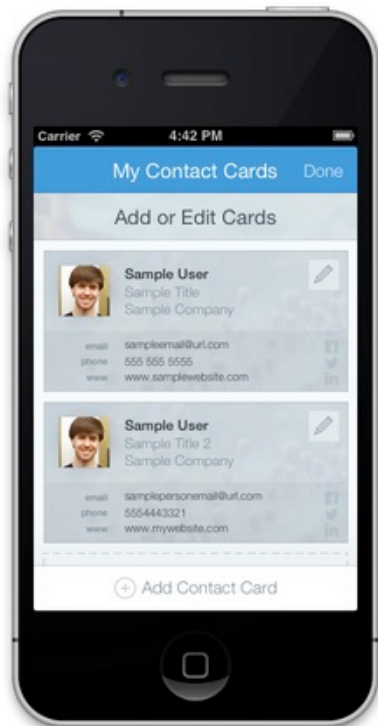 Carrier 4:42 PM
My Contact Cards Done
Add or Edit Cards
Sample User
Sample Title
Sample Company
email sampleemail@url.com
phone 555 555 5555
www www.samplewebsite.com
Sample User
Sample Title 2
Sample Company
email samplepersonemail@url.com
phone 5554443321
www www.mywebsite.com
Add Contact Card